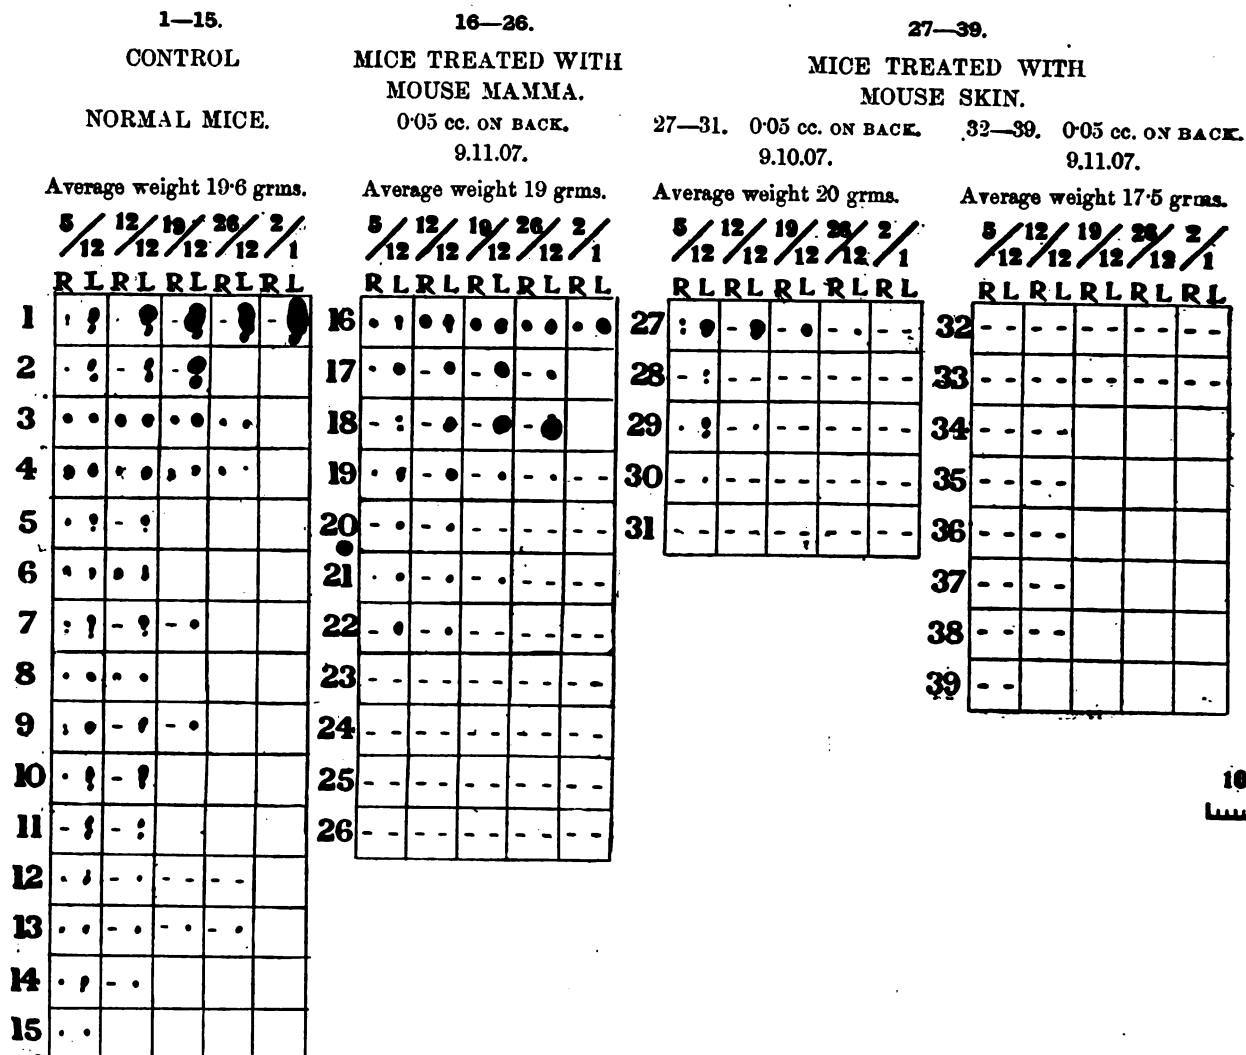 1—15.
CONTROL
NORMAL MICE.
Average weight 19·6 grms.
5/12 12/12 19/12 26/12 2/1
R L R L R L R L R L
1
2
3
4
5
6
7
8
9
10
11
12
13
14
15
16—26.
MICE TREATED WITH
MOUSE MAMMA.
0·05 cc. ON BACK.
9.11.07.
Average weight 19 grms.
5/12 12/12 19/12 26/12 2/1
R L R L R L R L R L
16
17
18
19
20
21
22
23
24
25
26
27—39.
MICE TREATED WITH
MOUSE SKIN.
27—31. 0·05 cc. ON BACK.
9.10.07.
Average weight 20 grms.
5/12 12/12 19/12 26/12 2/1
R L R L R L R L R L
27
28
29
30
31
32—39. 0·05 cc. ON BACK.
9.11.07.
Average weight 17·5 grms.
5/12 12/12 19/12 26/12 2/1
R L R L R L R L R L
32
33
34
35
36
37
38
39